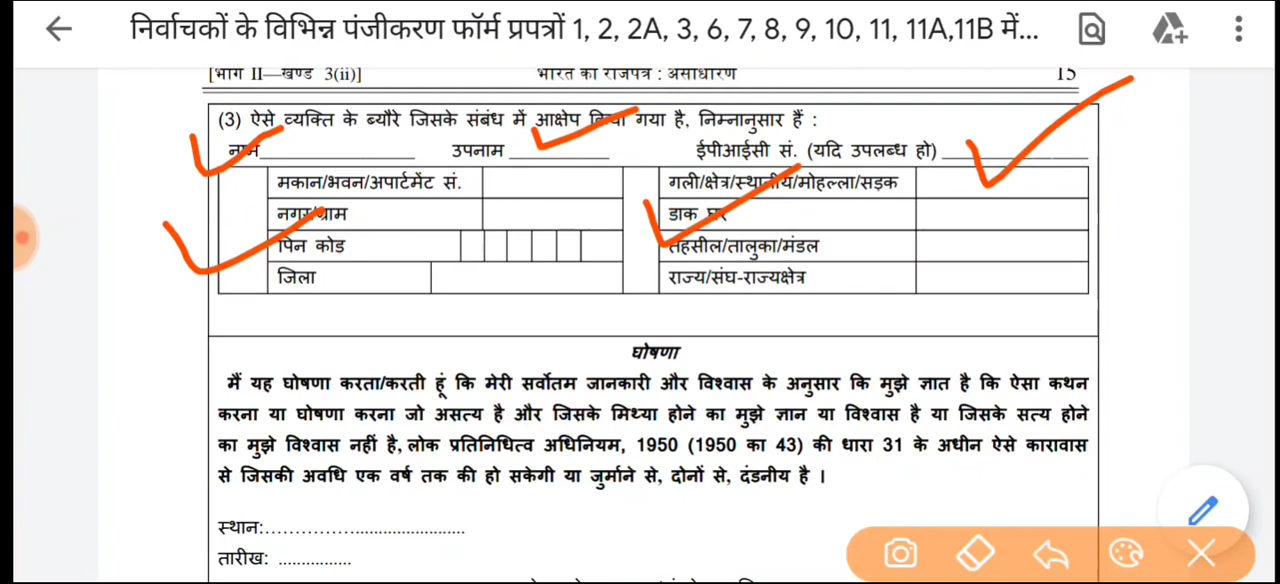 निर्वाचकों के विभिन्न पंजीकरण फॉर्म प्रपत्रों 1, 2, 2A, 3, 6, 7, 8, 9, 10, 11, 11A,11B में...
[भाग II—खण्ड 3(ii)] भारत का राजपत्र : असाधारण 15
(3) ऐसे व्यक्ति के ब्यौरे जिसके संबंध में आक्षेप किया गया है, निम्नानुसार हैं :
नाम____________________ उपनाम ____________ ईपीआईसी सं. (यदि उपलब्ध हो) __________________
मकान/भवन/अपार्टमेंट सं. गली/क्षेत्र/स्थानीय/मोहल्ला/सड़क
नगर/ग्राम डाक घर
पिन कोड तहसील/तालुका/मंडल
जिला राज्य/संघ-राज्यक्षेत्र
घोषणा
मैं यह घोषणा करता/करती हूं कि मेरी सर्वोतम जानकारी और विश्वास के अनुसार कि मुझे ज्ञात है कि ऐसा कथन
करना या घोषणा करना जो असत्य है और जिसके मिथ्या होने का मुझे ज्ञान या विश्वास है या जिसके सत्य होने
का मुझे विश्वास नहीं है, लोक प्रतिनिधित्व अधिनियम, 1950 (1950 का 43) की धारा 31 के अधीन ऐसे कारावास
से जिसकी अवधि एक वर्ष तक की हो सकेगी या जुर्माने से, दोनों से, दंडनीय है ।
स्थान:.....................................
तारीख: ................